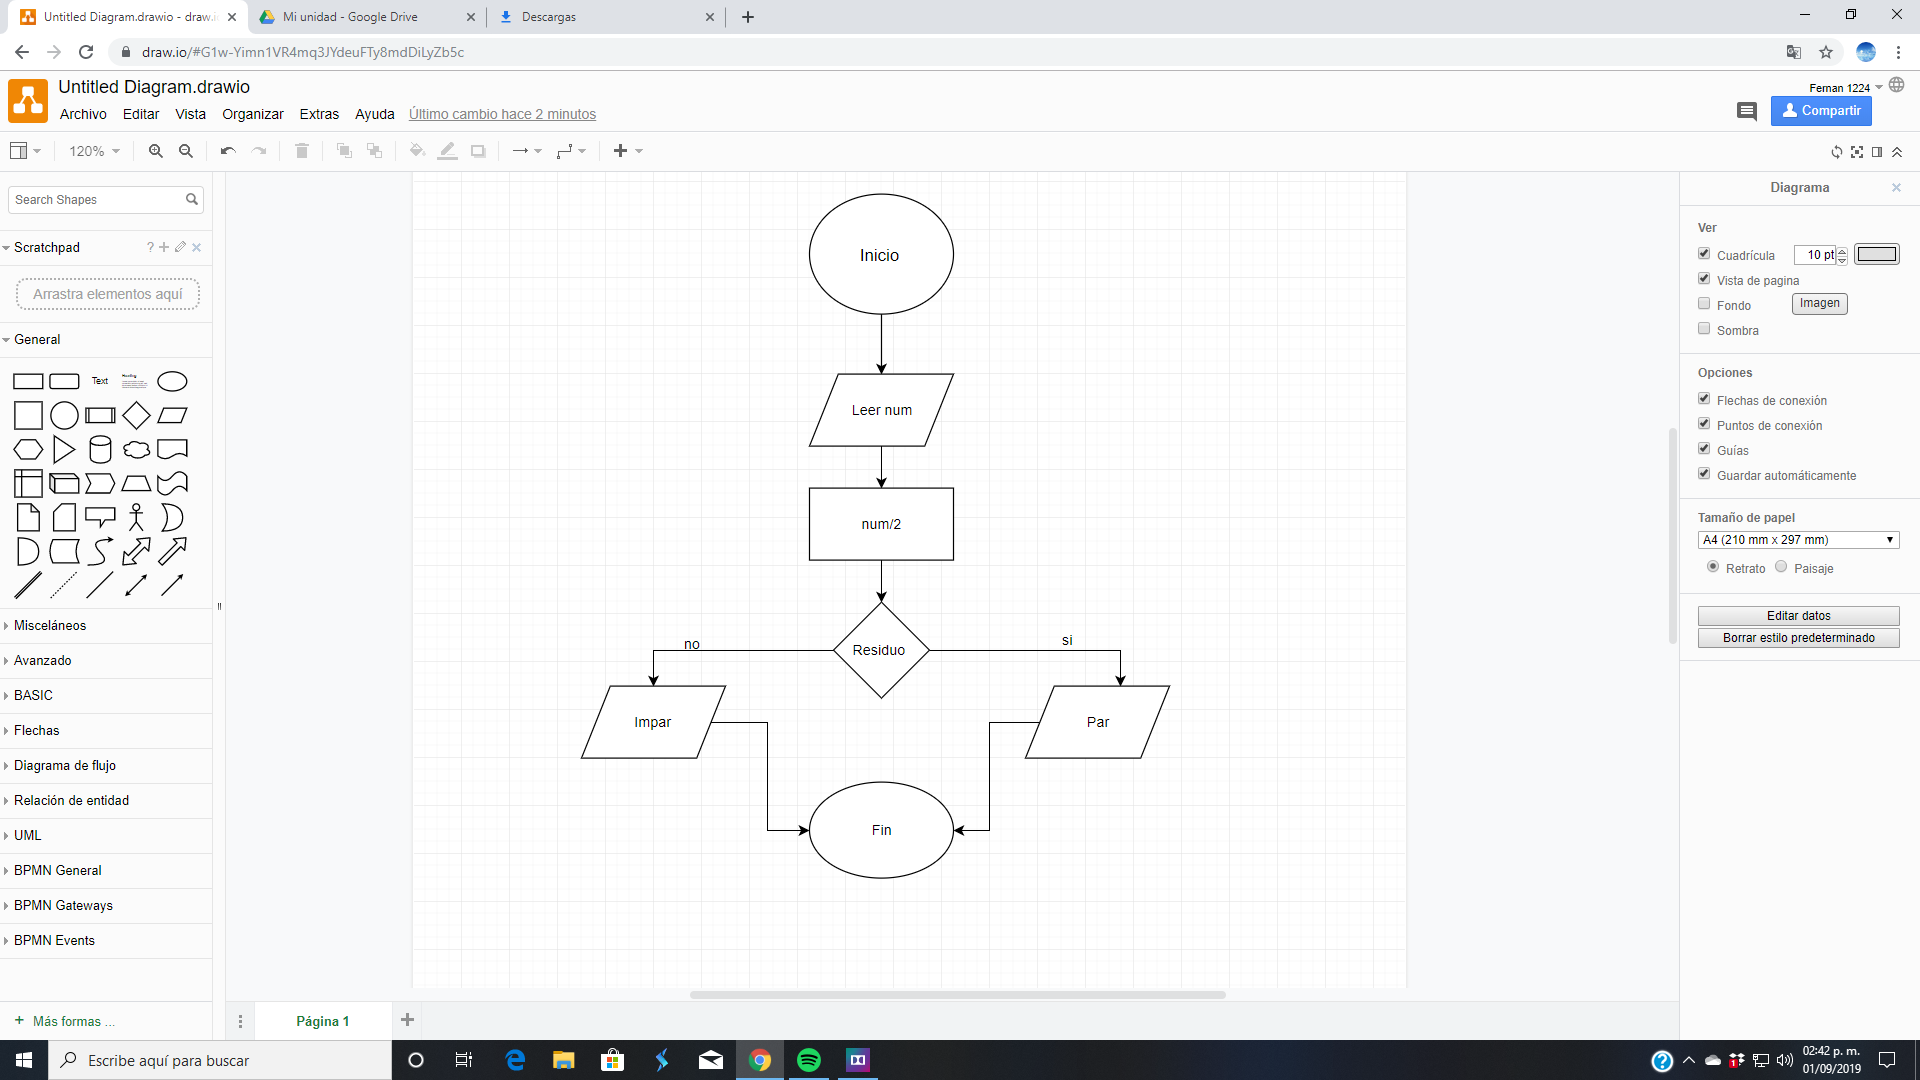 Untitled Diagram.drawio - draw.i
Mi unidad - Google Drive
Descargas
draw.io/#G1w-Yimn1VR4mq3JYdeuFTy8mdDiLyZb5c
Untitled Diagram.drawio
Fernan 1224
Archivo Editar Vista Organizar Extras Ayuda Último cambio hace 2 minutos
Compartir
120%
Search Shapes
Scratchpad
?
Arrastra elementos aquí
General
Text
Heading
Misceláneos
Avanzado
BASIC
Flechas
Diagrama de flujo
Relación de entidad
UML
BPMN General
BPMN Gateways
BPMN Events
+ Más formas ...
Inicio
Leer num
num/2
Residuo
no
si
Impar
Par
Fin
Página 1
Diagrama
Ver
Cuadrícula
10 pt
Vista de pagina
Fondo
Imagen
Sombra
Opciones
Flechas de conexión
Puntos de conexión
Guías
Guardar automáticamente
Tamaño de papel
A4 (210 mm x 297 mm)
Retrato
Paisaje
Editar datos
Borrar estilo predeterminado
Escribe aquí para buscar
02:42 p. m.
01/09/2019